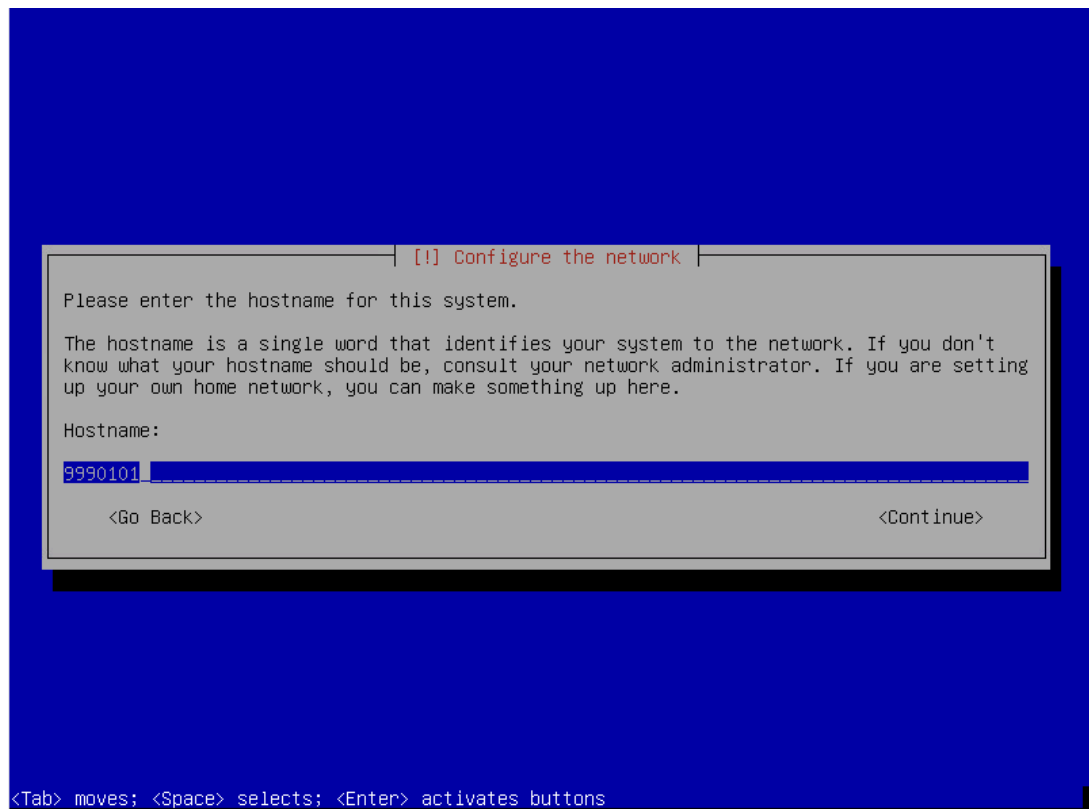 [!] Configure the network
Please enter the hostname for this system.
The hostname is a single word that identifies your system to the network. If you don't
know what your hostname should be, consult your network administrator. If you are setting
up your own home network, you can make something up here.
Hostname:
9990101
<Go Back> <Continue>
<Tab> moves; <Space> selects; <Enter> activates buttons